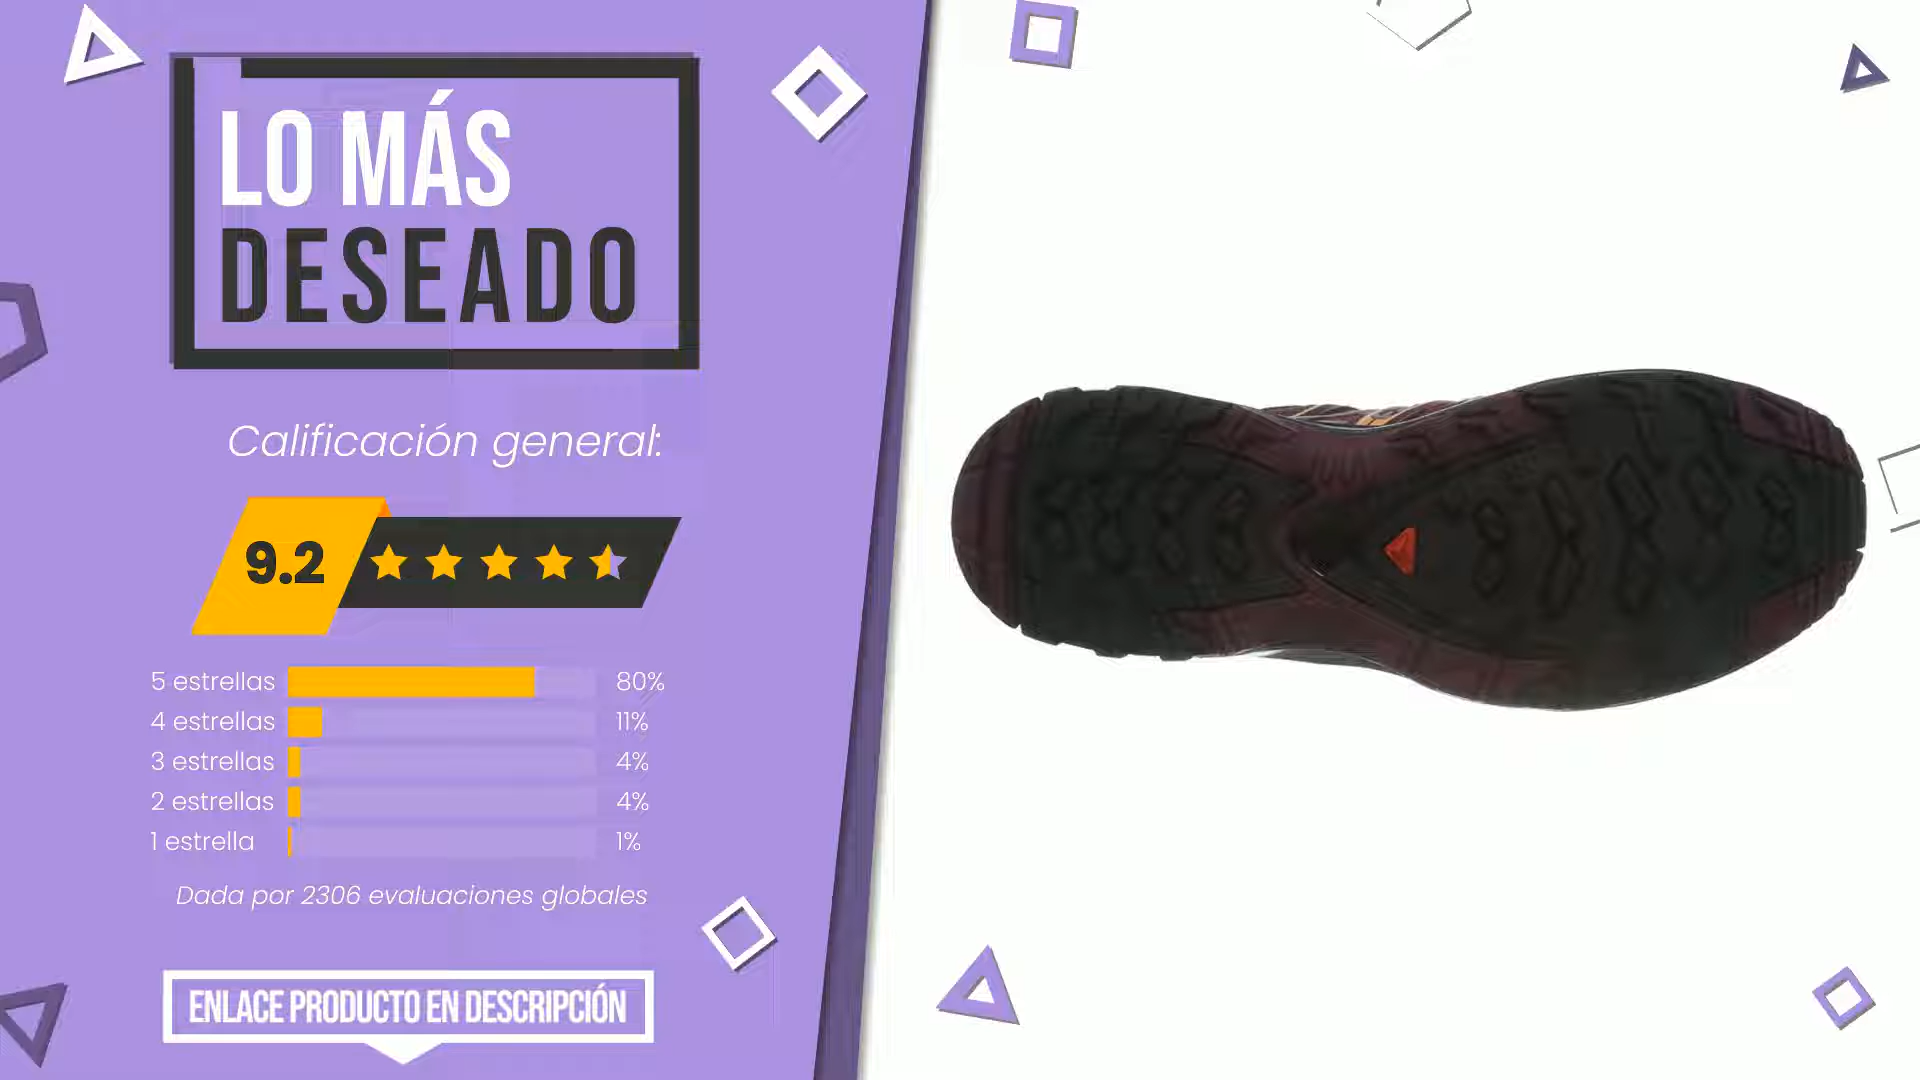 LO MÁS
DESEADO
Calificación general:
9.2
5 estrellas 80%
4 estrellas 11%
3 estrellas 4%
2 estrellas 4%
1 estrella 1%
Dada por 2306 evaluaciones globales
ENLACE PRODUCTO EN DESCRIPCIÓN